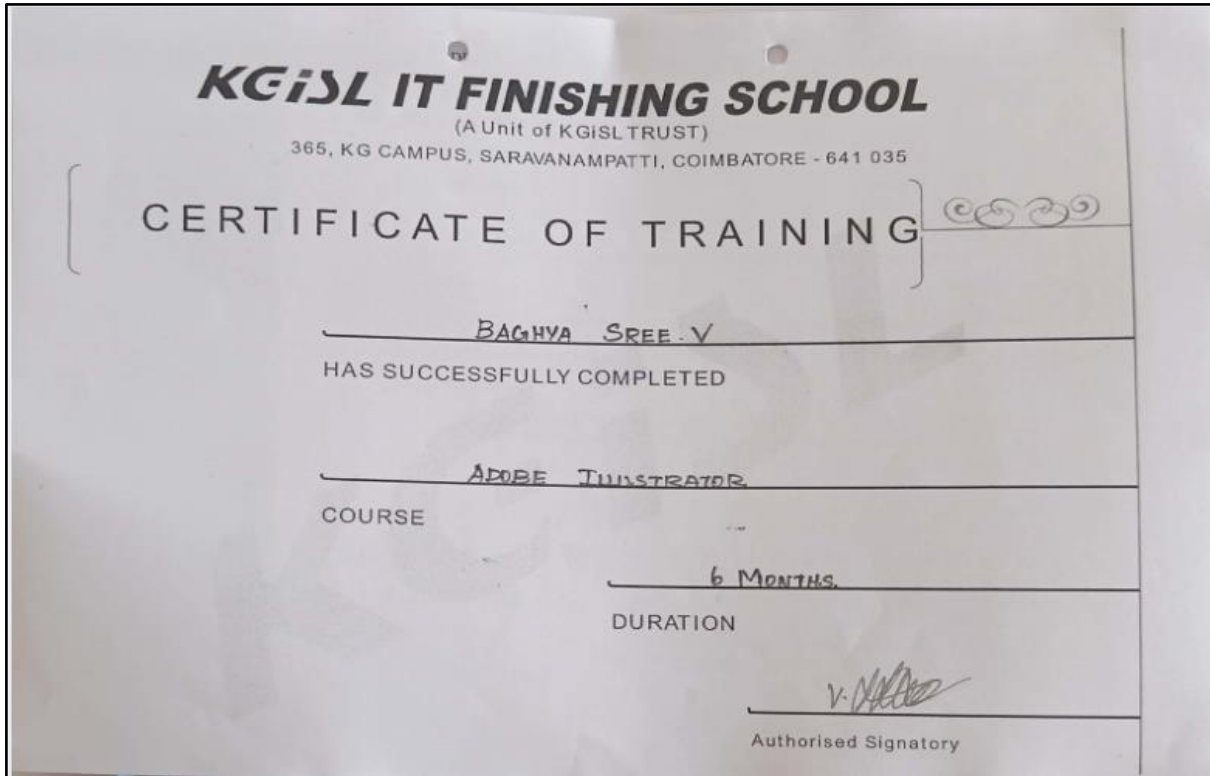 KGiSL IT FINISHING SCHOOL
(A Unit of KGiSL TRUST)
365, KG CAMPUS, SARAVANAMPATTI, COIMBATORE - 641 035
CERTIFICATE OF TRAINING
BAGHYA SREE. V
HAS SUCCESSFULLY COMPLETED
ADOBE ILLUSTRATOR
COURSE
6 MONTHS.
DURATION
V.
Authorised Signatory